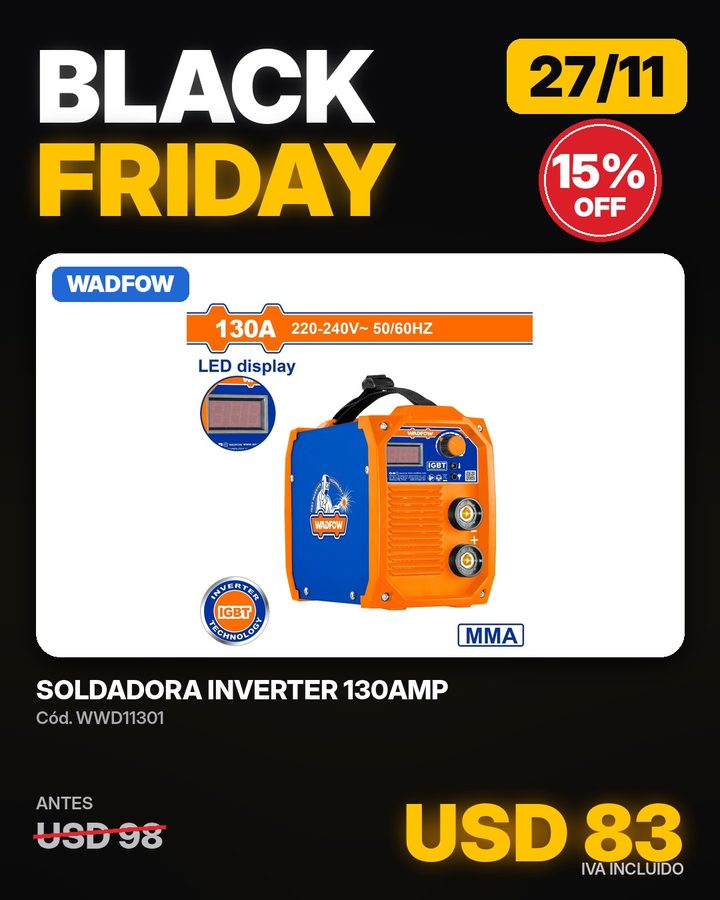 BLACK
FRIDAY
27/11
15%
OFF
WADFOW
130A 220-240V~ 50/60HZ
LED display
WADFOW
IGBT
WADFOW
INVERTER
IGBT
TECHNOLOGY
MMA
SOLDADORA INVERTER 130AMP
Cód. WWD11301
ANTES
USD 98
USD 83
IVA INCLUIDO